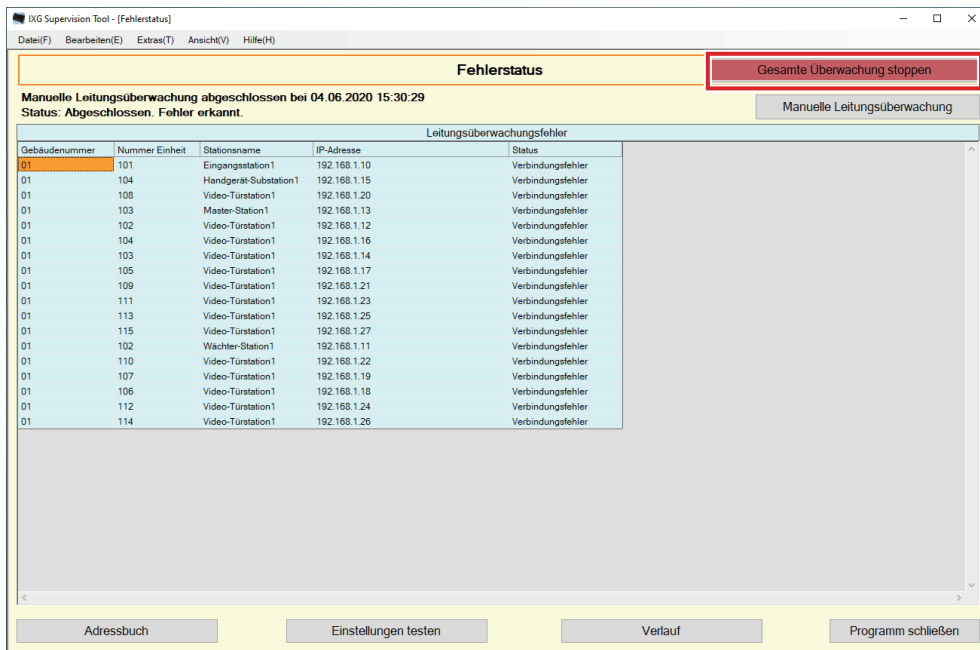 IXG Supervision Tool - [Fehlerstatus]
Datei(F) Bearbeiten(E) Extras(T) Ansicht(V) Hilfe(H)
Fehlerstatus
Gesamte Überwachung stoppen
Manuelle Leitungsüberwachung abgeschlossen bei 04.06.2020 15:30:29
Status: Abgeschlossen. Fehler erkannt.
Manuelle Leitungsüberwachung
Leitungsüberwachungsfehler
Gebäudenummer Nummer Einheit Stationsname IP-Adresse Status
01 101 Eingangsstation1 192.168.1.10 Verbindungsfehler
01 104 Handgerät-Substation1 192.168.1.15 Verbindungsfehler
01 108 Video-Türstation1 192.168.1.20 Verbindungsfehler
01 103 Master-Station1 192.168.1.13 Verbindungsfehler
01 102 Video-Türstation1 192.168.1.12 Verbindungsfehler
01 104 Video-Türstation1 192.168.1.16 Verbindungsfehler
01 103 Video-Türstation1 192.168.1.14 Verbindungsfehler
01 105 Video-Türstation1 192.168.1.17 Verbindungsfehler
01 109 Video-Türstation1 192.168.1.21 Verbindungsfehler
01 111 Video-Türstation1 192.168.1.23 Verbindungsfehler
01 113 Video-Türstation1 192.168.1.25 Verbindungsfehler
01 115 Video-Türstation1 192.168.1.27 Verbindungsfehler
01 102 Wächter-Station1 192.168.1.11 Verbindungsfehler
01 110 Video-Türstation1 192.168.1.22 Verbindungsfehler
01 107 Video-Türstation1 192.168.1.19 Verbindungsfehler
01 106 Video-Türstation1 192.168.1.18 Verbindungsfehler
01 112 Video-Türstation1 192.168.1.24 Verbindungsfehler
01 114 Video-Türstation1 192.168.1.26 Verbindungsfehler
Adressbuch Einstellungen testen Verlauf Programm schließen